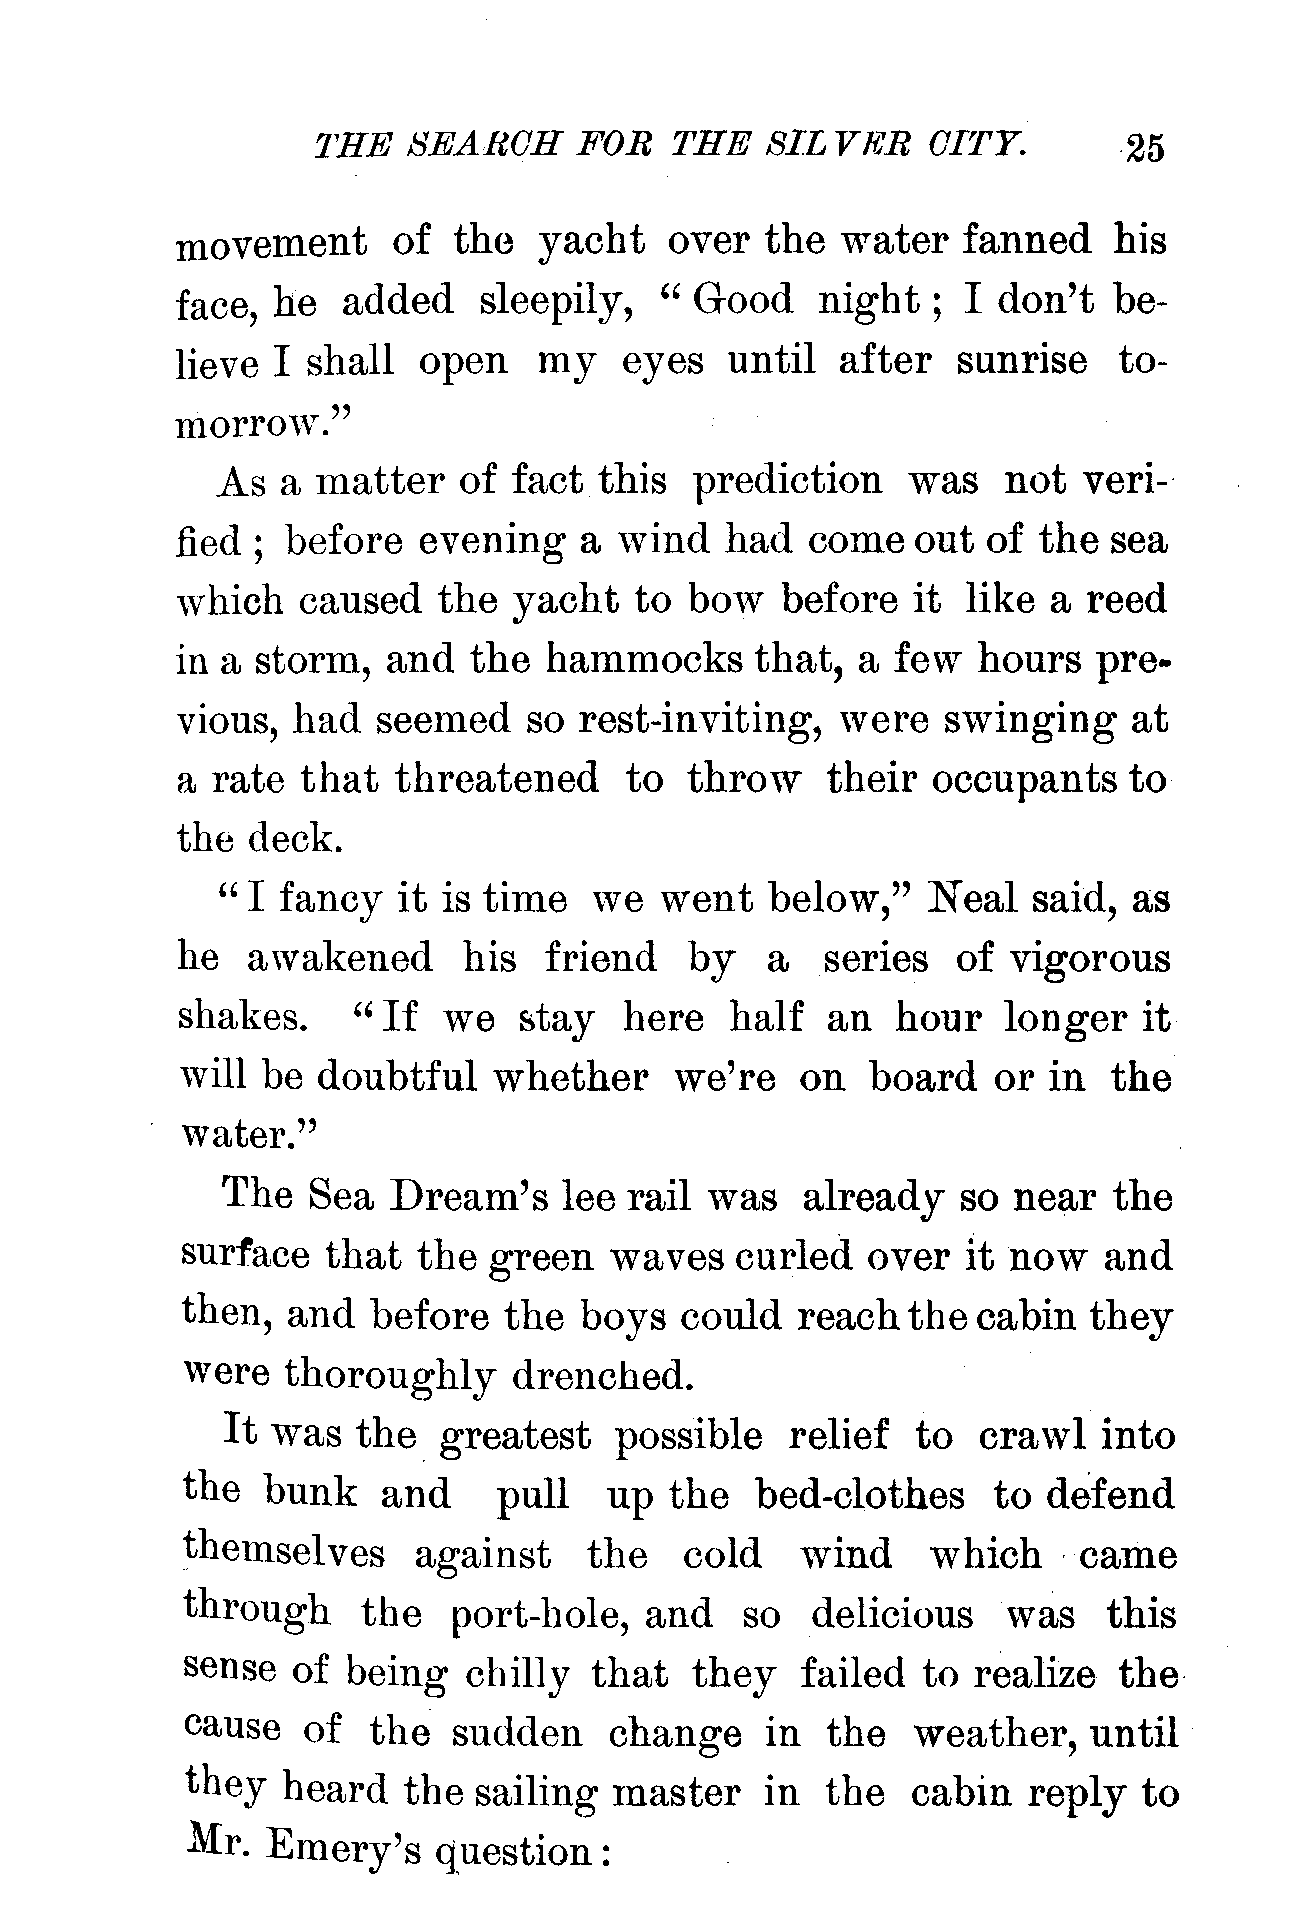 THE SEARCH FOR THE SILVER CITY. 25
movement of the yacht over the water fanned his
face, he added sleepily, “ Good night ; I don’t be-
lieve I shall open my eyes until after sunrise to-
morrow.”
As a matter of fact this prediction was not veri-
fied ; before evening a wind had come out of the sea
which caused the yacht to bow before it like a reed
in a storm, and the hammocks that, a few hours pre-
vious, had seemed so rest-inviting, were swinging at
a rate that threatened to throw their occupants to
the deck.
“ I fancy it is time we went below,” Neal said, as
he awakened his friend by a series of vigorous
shakes. “ If we stay here half an hour longer it
will be doubtful whether we’re on board or in the
water.”
The Sea Dream’s lee rail was already so near the
surface that the green waves curled over it now and
then, and before the boys could reach the cabin they
were thoroughly drenched.
It was the greatest possible relief to crawl into
the bunk and pull up the bed-clothes to defend
themselves against the cold wind which came
through the port-hole, and so delicious was this
sense of being chilly that they failed to realize the
cause of the sudden change in the weather, until
they heard the sailing master in the cabin reply to
Mr. Emery’s question :